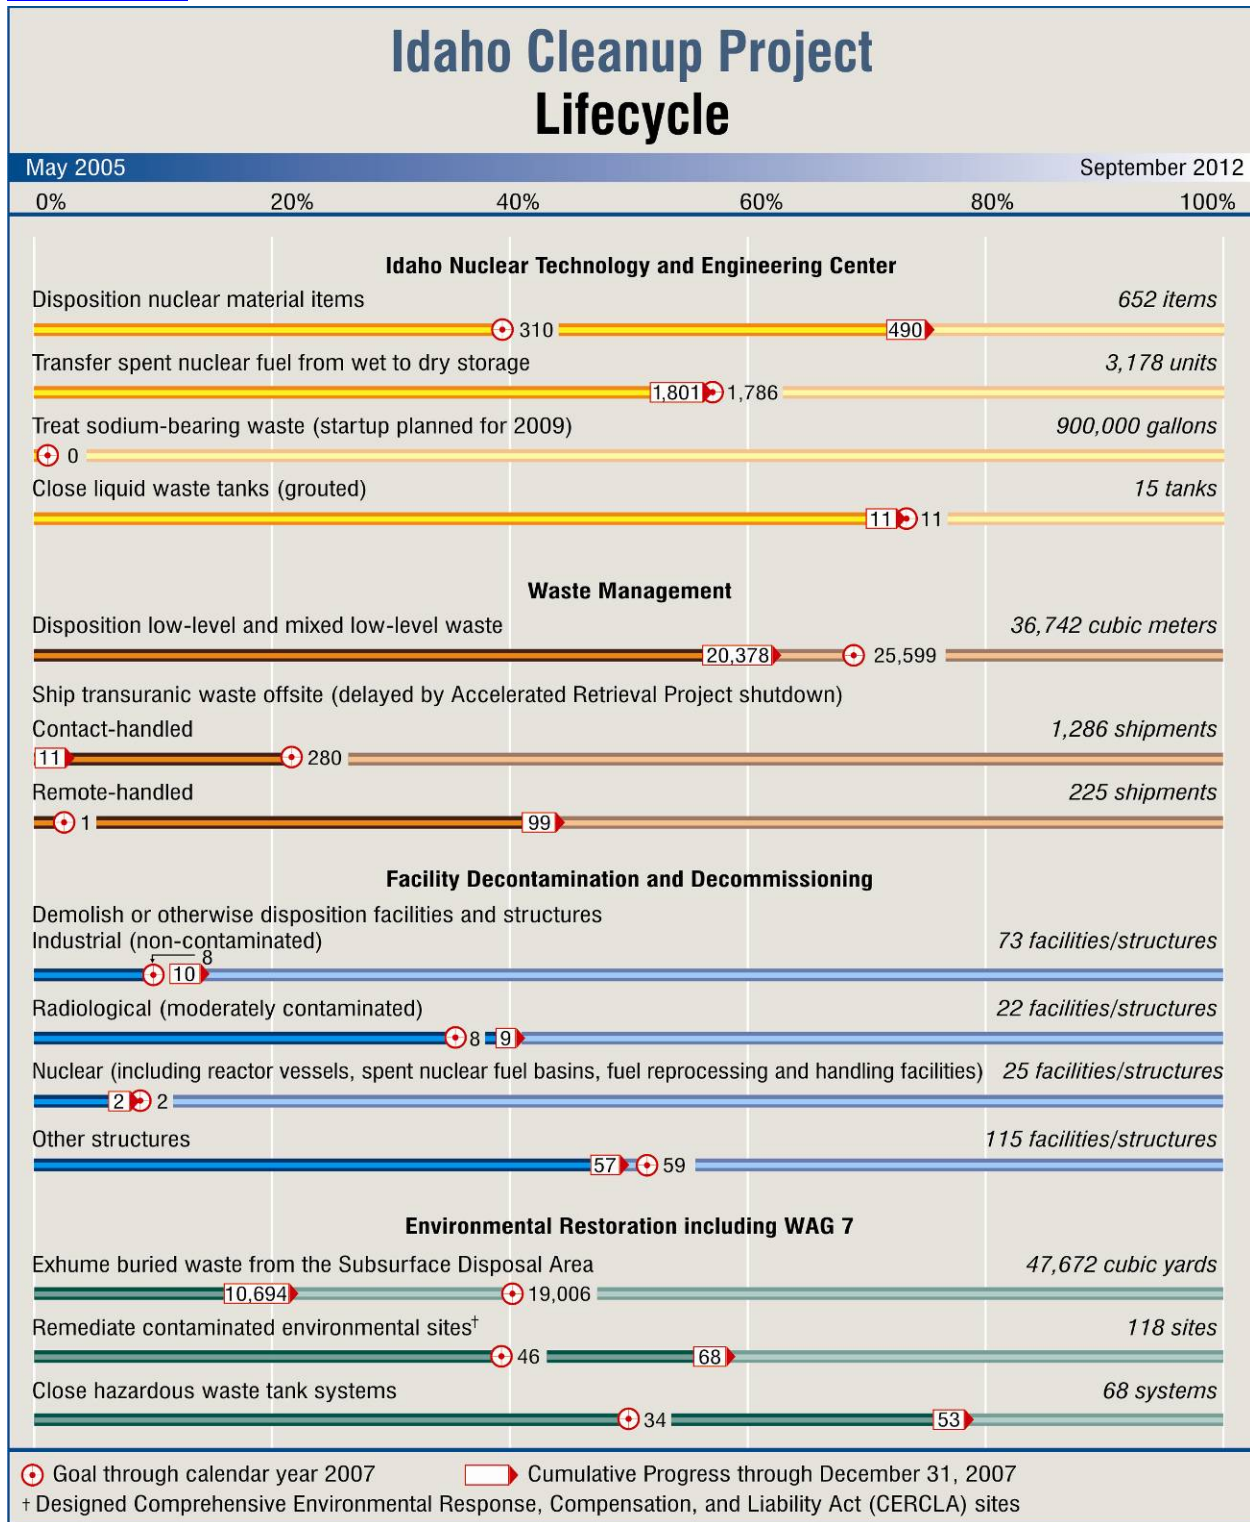 Idaho Cleanup Project
Lifecycle
May 2005 September 2012
0% 20% 40% 60% 80% 100%
Idaho Nuclear Technology and Engineering Center
Disposition nuclear material items 652 items
310 490
Transfer spent nuclear fuel from wet to dry storage 3,178 units
1,801 1,786
Treat sodium-bearing waste (startup planned for 2009) 900,000 gallons
0
Close liquid waste tanks (grouted) 15 tanks
11 11
Waste Management
Disposition low-level and mixed low-level waste 36,742 cubic meters
20,378 25,599
Ship transuranic waste offsite (delayed by Accelerated Retrieval Project shutdown)
Contact-handled 1,286 shipments
11 280
Remote-handled 225 shipments
1 99
Facility Decontamination and Decommissioning
Demolish or otherwise disposition facilities and structures
Industrial (non-contaminated) 73 facilities/structures
8
10
Radiological (moderately contaminated) 22 facilities/structures
8 9
Nuclear (including reactor vessels, spent nuclear fuel basins, fuel reprocessing and handling facilities) 25 facilities/structures
2 2
Other structures 115 facilities/structures
57 59
Environmental Restoration including WAG 7
Exhume buried waste from the Subsurface Disposal Area 47,672 cubic yards
10,694 19,006
Remediate contaminated environmental sites† 118 sites
46 68
Close hazardous waste tank systems 68 systems
34 53
Goal through calendar year 2007 Cumulative Progress through December 31, 2007
† Designed Comprehensive Environmental Response, Compensation, and Liability Act (CERCLA) sites